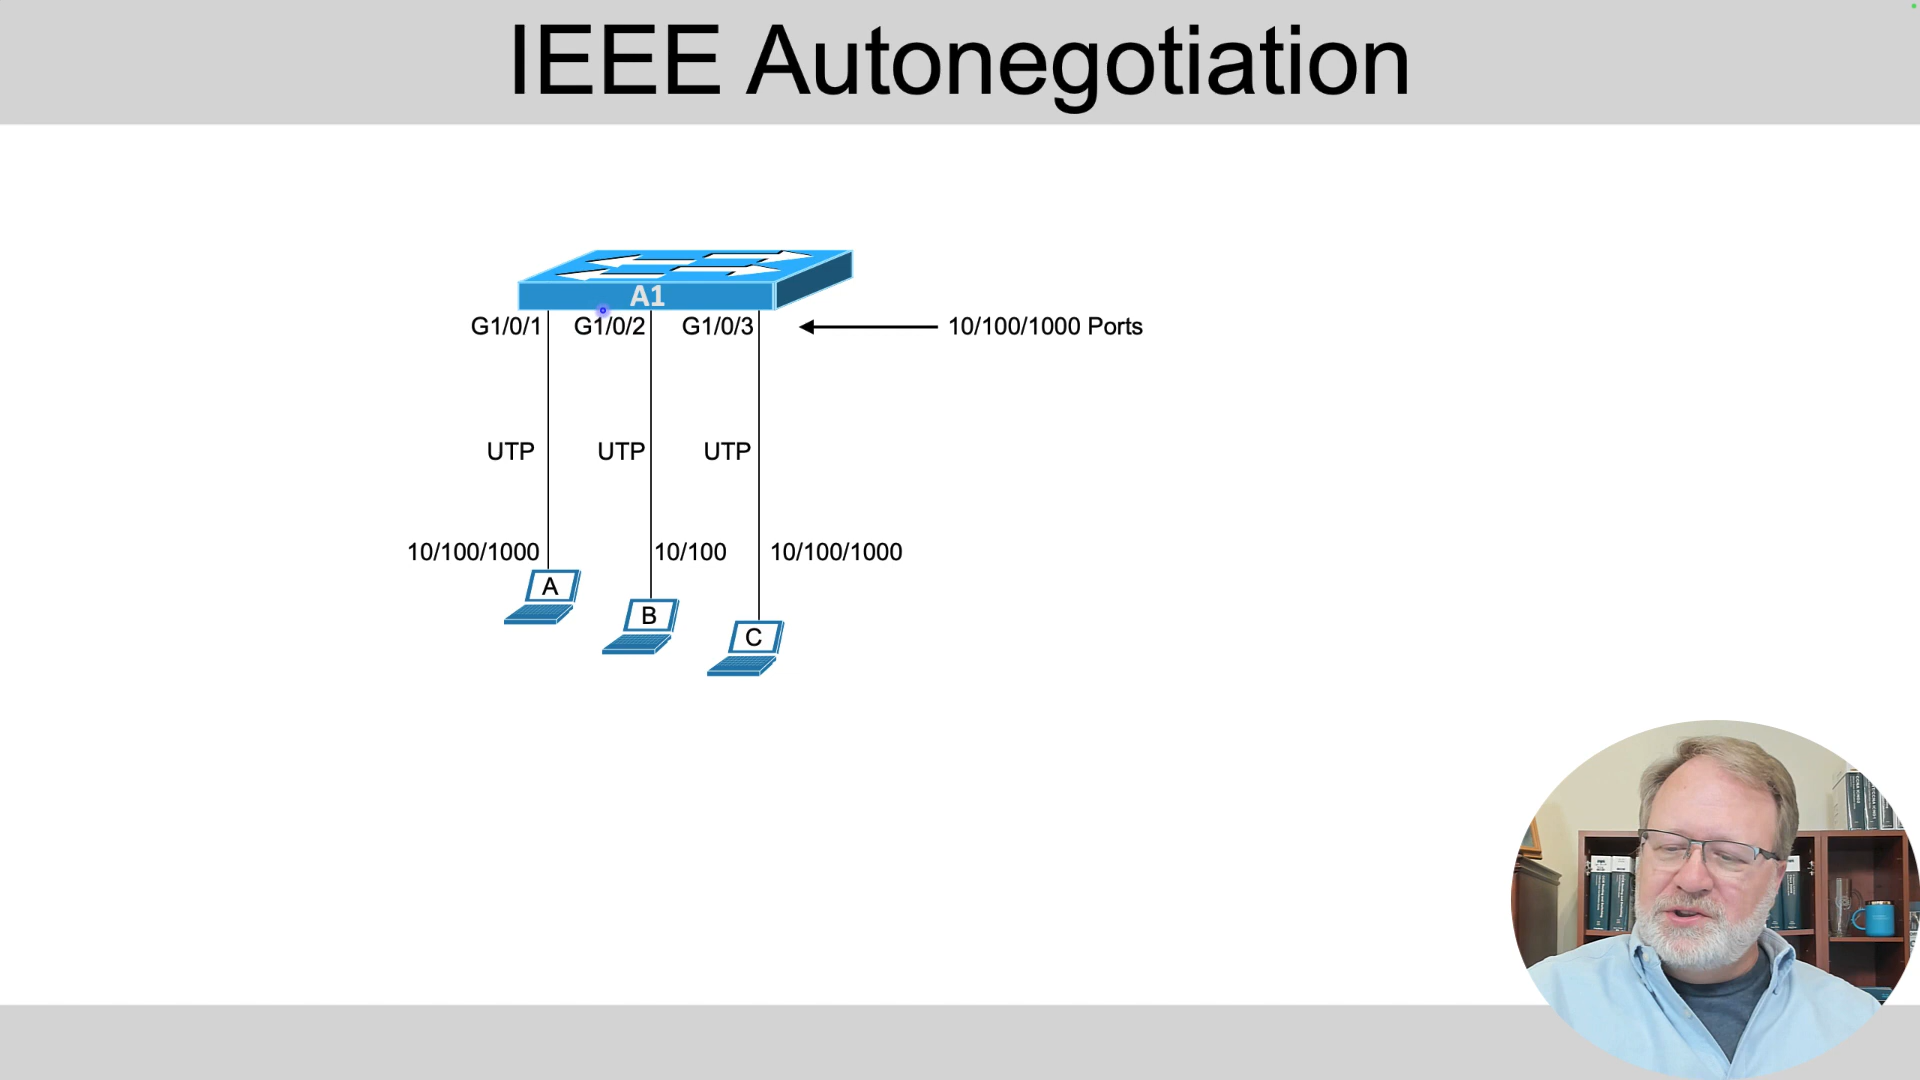 IEEE Autonegotiation
A1
G1/0/1 G1/0/2 G1/0/3 10/100/1000 Ports
UTP UTP UTP
10/100/1000 10/100 10/100/1000
A
B
C